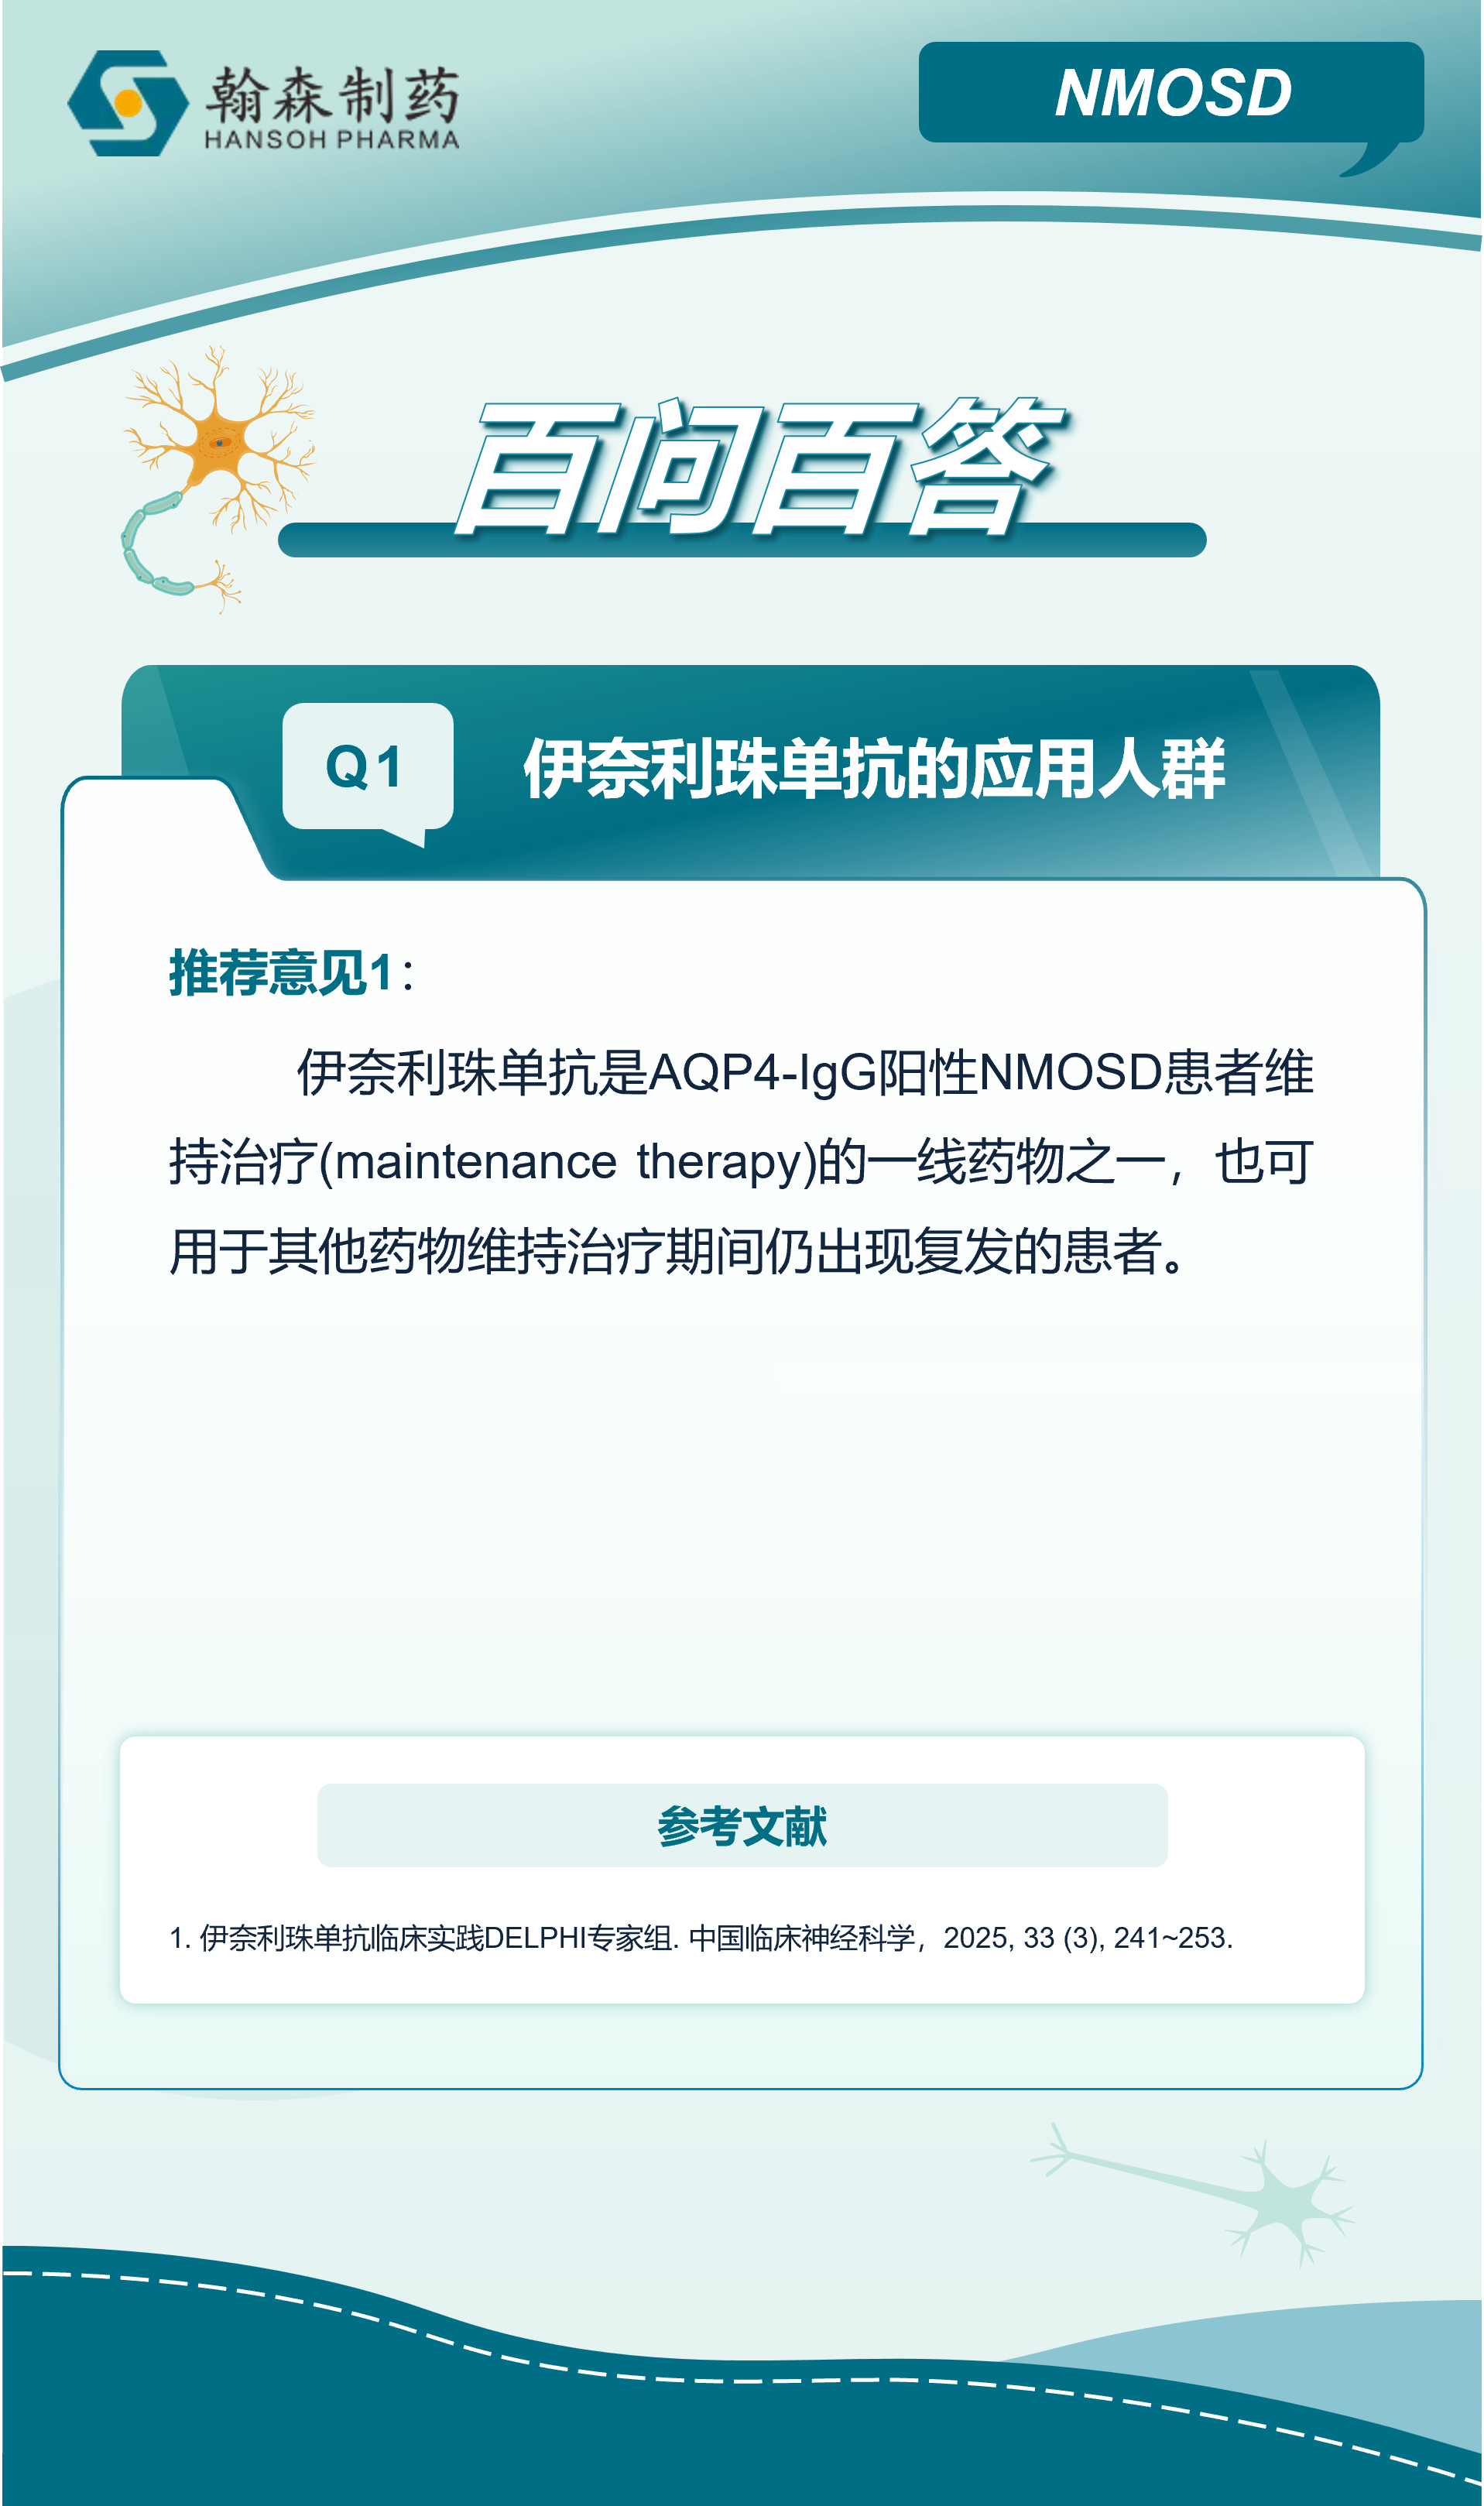 翰森制药
HANSOH PHARMA
NMOSD
百问百答
Q1
伊奈利珠单抗的应用人群
推荐意见1：
伊奈利珠单抗是AQP4-IgG阳性NMOSD患者维
持治疗(maintenance therapy)的一线药物之一，也可
用于其他药物维持治疗期间仍出现复发的患者。
参考文献
1. 伊奈利珠单抗临床实践DELPHI专家组. 中国临床神经科学，2025, 33 (3), 241~253.